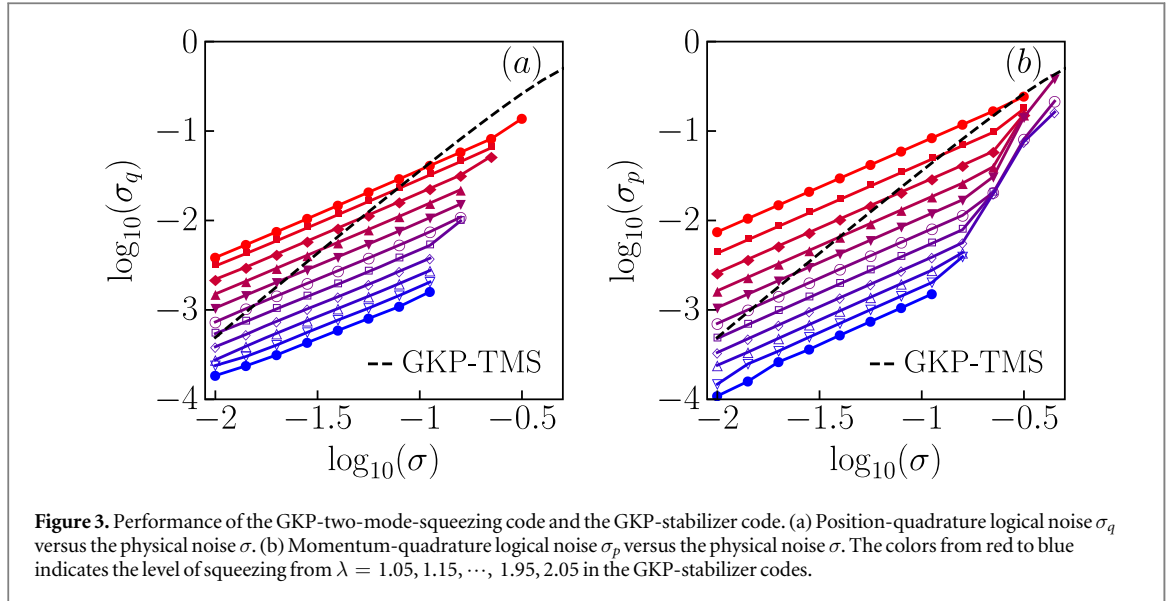 (a)
0
−1
−2
−3
−4
log₁₀(σ_q)
−2 −1.5 −1 −0.5
log₁₀(σ)
GKP-TMS
(b)
0
−1
−2
−3
−4
log₁₀(σ_p)
−2 −1.5 −1 −0.5
log₁₀(σ)
GKP-TMS
Figure 3. Performance of the GKP-two-mode-squeezing code and the GKP-stabilizer code. (a) Position-quadrature logical noise σ_q
versus the physical noise σ. (b) Momentum-quadrature logical noise σ_p versus the physical noise σ. The colors from red to blue
indicates the level of squeezing from λ = 1.05, 1.15, ⋯, 1.95, 2.05 in the GKP-stabilizer codes.